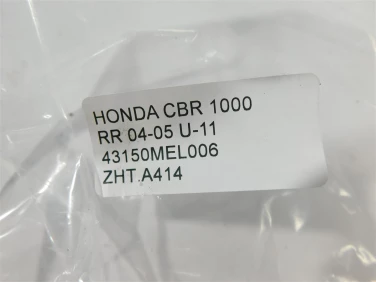 HONDA CBR 1000
RR 04-05 U-11
43150MEL006
ZHT.A414